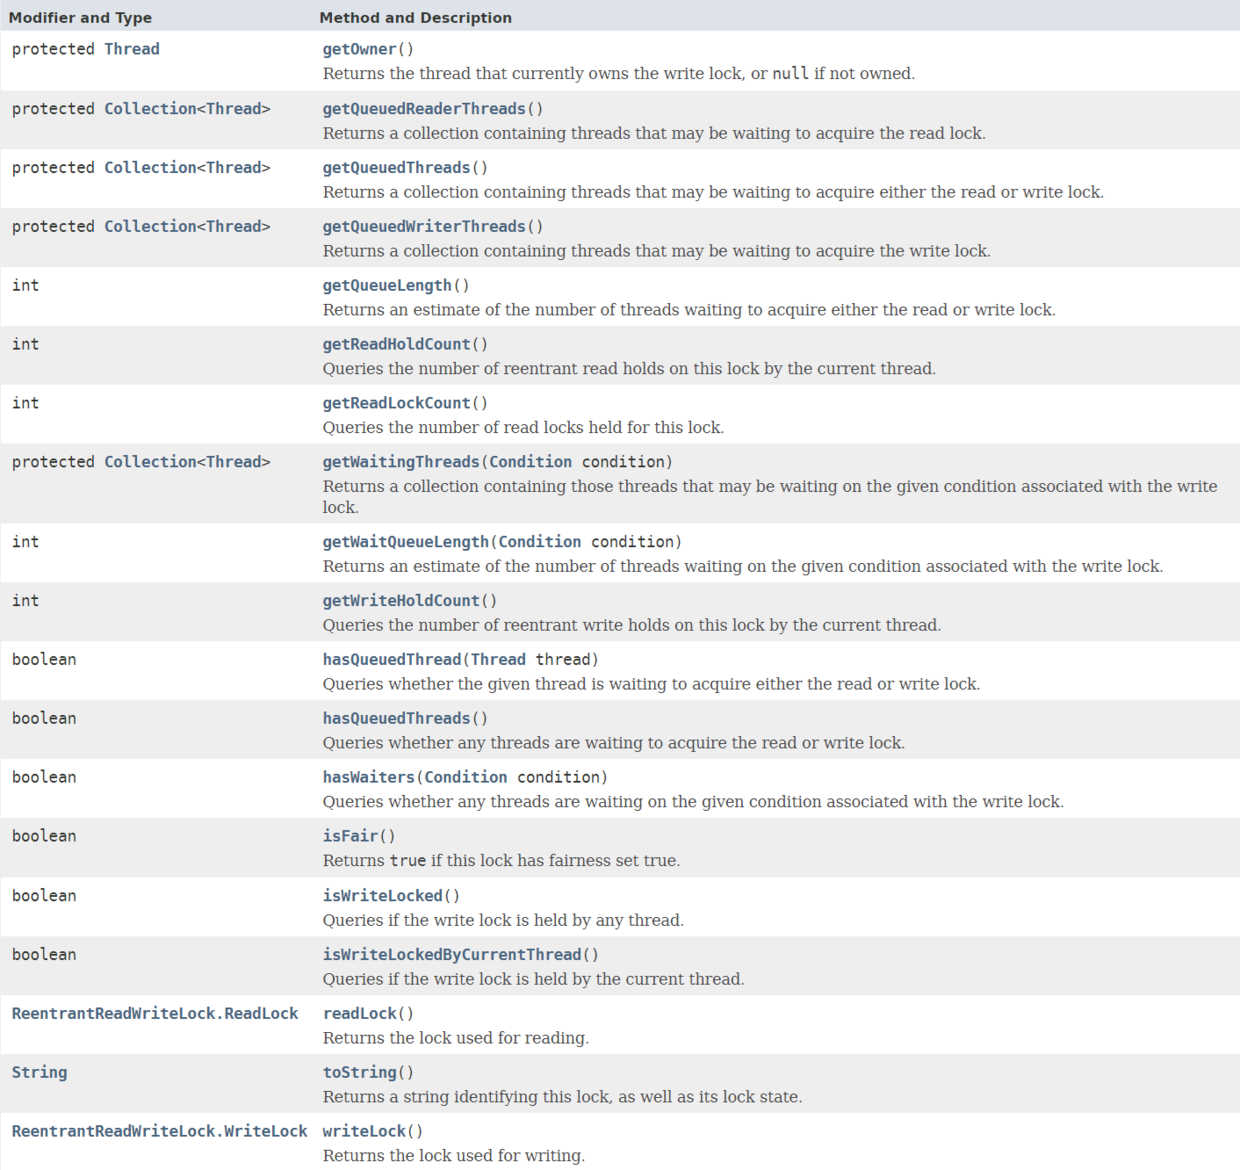 Modifier and Type Method and Description
protected Thread getOwner()
Returns the thread that currently owns the write lock, or null if not owned.
protected Collection<Thread> getQueuedReaderThreads()
Returns a collection containing threads that may be waiting to acquire the read lock.
protected Collection<Thread> getQueuedThreads()
Returns a collection containing threads that may be waiting to acquire either the read or write lock.
protected Collection<Thread> getQueuedWriterThreads()
Returns a collection containing threads that may be waiting to acquire the write lock.
int getQueueLength()
Returns an estimate of the number of threads waiting to acquire either the read or write lock.
int getReadHoldCount()
Queries the number of reentrant read holds on this lock by the current thread.
int getReadLockCount()
Queries the number of read locks held for this lock.
protected Collection<Thread> getWaitingThreads(Condition condition)
Returns a collection containing those threads that may be waiting on the given condition associated with the write
lock.
int getWaitQueueLength(Condition condition)
Returns an estimate of the number of threads waiting on the given condition associated with the write lock.
int getWriteHoldCount()
Queries the number of reentrant write holds on this lock by the current thread.
boolean hasQueuedThread(Thread thread)
Queries whether the given thread is waiting to acquire either the read or write lock.
boolean hasQueuedThreads()
Queries whether any threads are waiting to acquire the read or write lock.
boolean hasWaiters(Condition condition)
Queries whether any threads are waiting on the given condition associated with the write lock.
boolean isFair()
Returns true if this lock has fairness set true.
boolean isWriteLocked()
Queries if the write lock is held by any thread.
boolean isWriteLockedByCurrentThread()
Queries if the write lock is held by the current thread.
ReentrantReadWriteLock.ReadLock readLock()
Returns the lock used for reading.
String toString()
Returns a string identifying this lock, as well as its lock state.
ReentrantReadWriteLock.WriteLock writeLock()
Returns the lock used for writing.